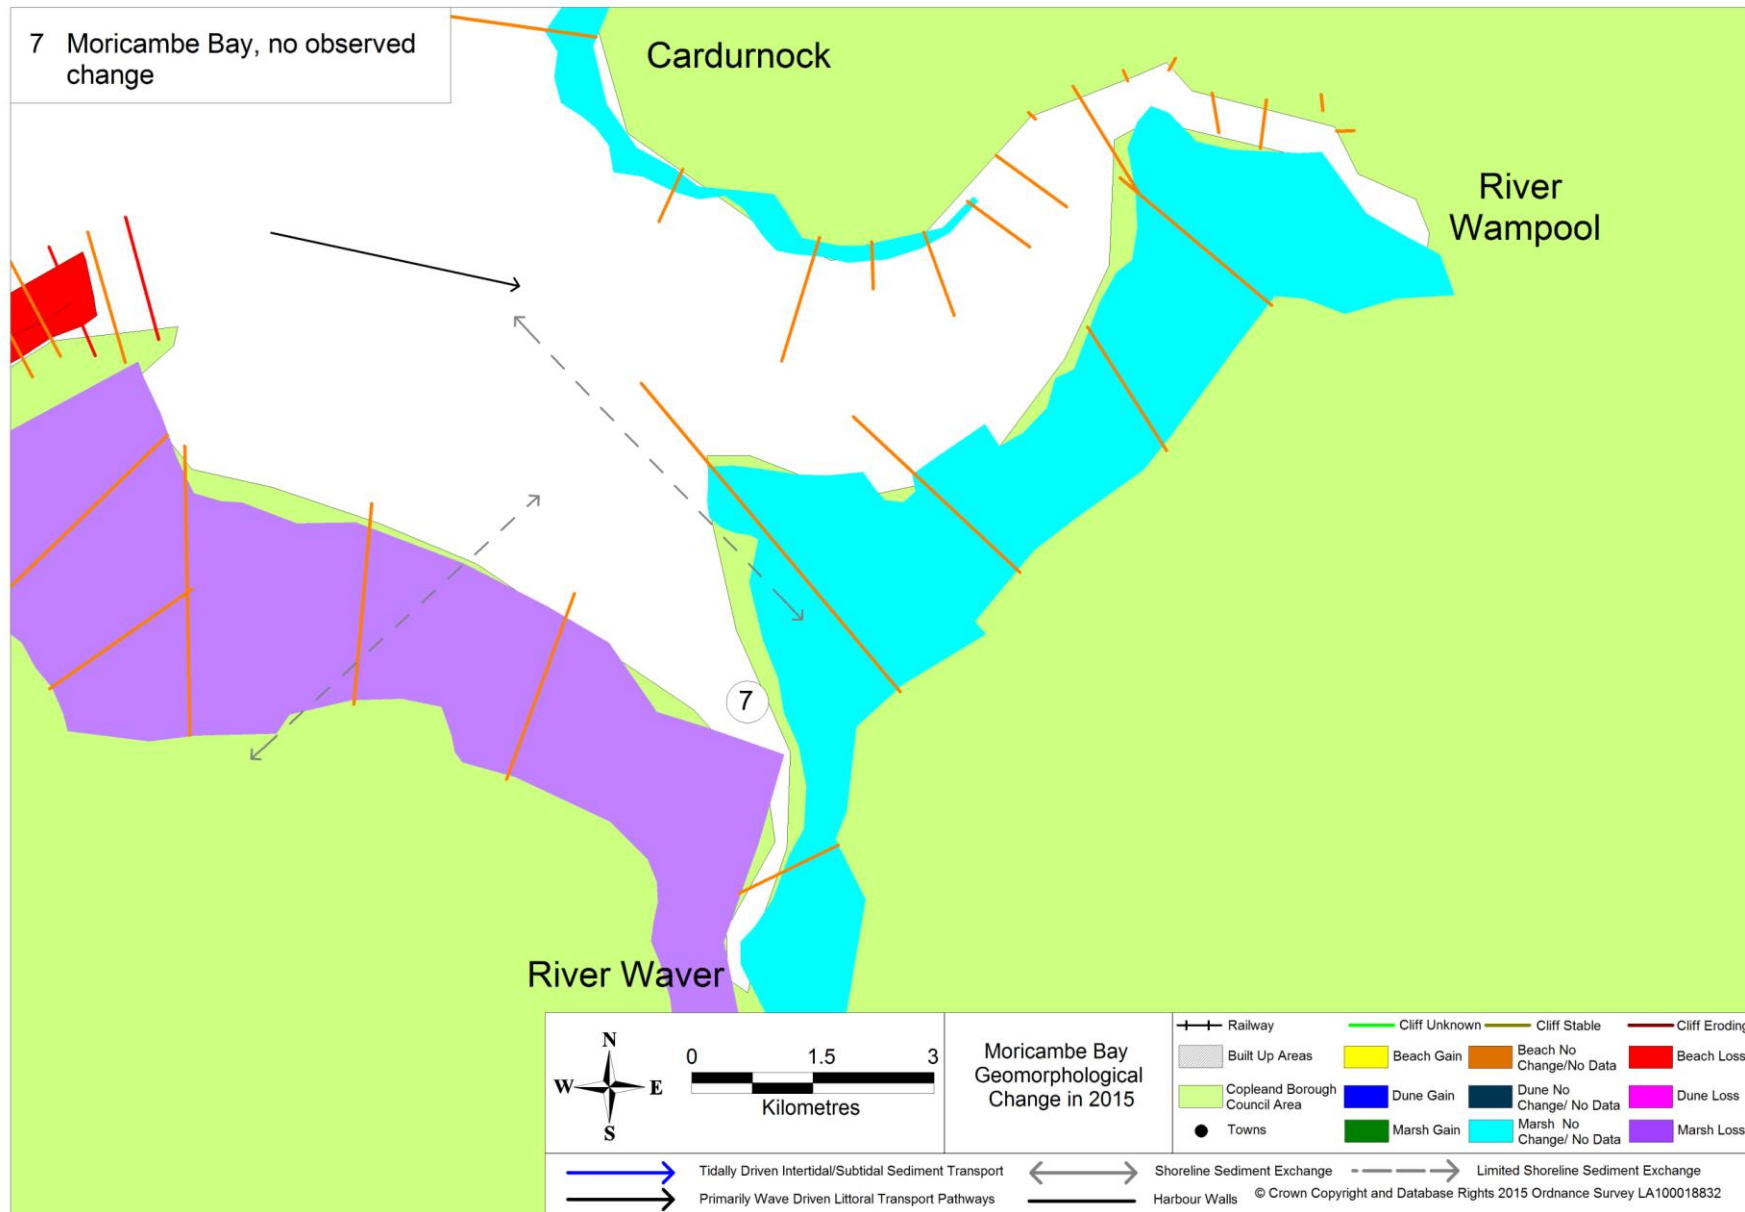 7 Moricambe Bay, no observed
change
Cardurnock
River
Wampool
7
River Waver
N
W E
S
0 1.5 3
Kilometres
Moricambe Bay
Geomorphological
Change in 2015
Railway
Cliff Unknown
Cliff Stable
Cliff Eroding
Built Up Areas
Beach Gain
Beach No
Change/No Data
Beach Loss
Copleand Borough
Council Area
Dune Gain
Dune No
Change/ No Data
Dune Loss
Towns
Marsh Gain
Marsh No
Change/ No Data
Marsh Loss
Tidally Driven Intertidal/Subtidal Sediment Transport
Shoreline Sediment Exchange
Limited Shoreline Sediment Exchange
Primarily Wave Driven Littoral Transport Pathways
Harbour Walls
© Crown Copyright and Database Rights 2015 Ordnance Survey LA100018832